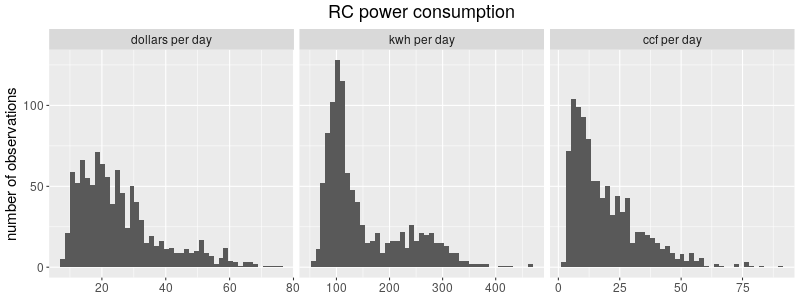 RC power consumption
dollars per day
kwh per day
ccf per day
number of observations
100
50
0
20 40 60 80
100 200 300 400
0 25 50 75